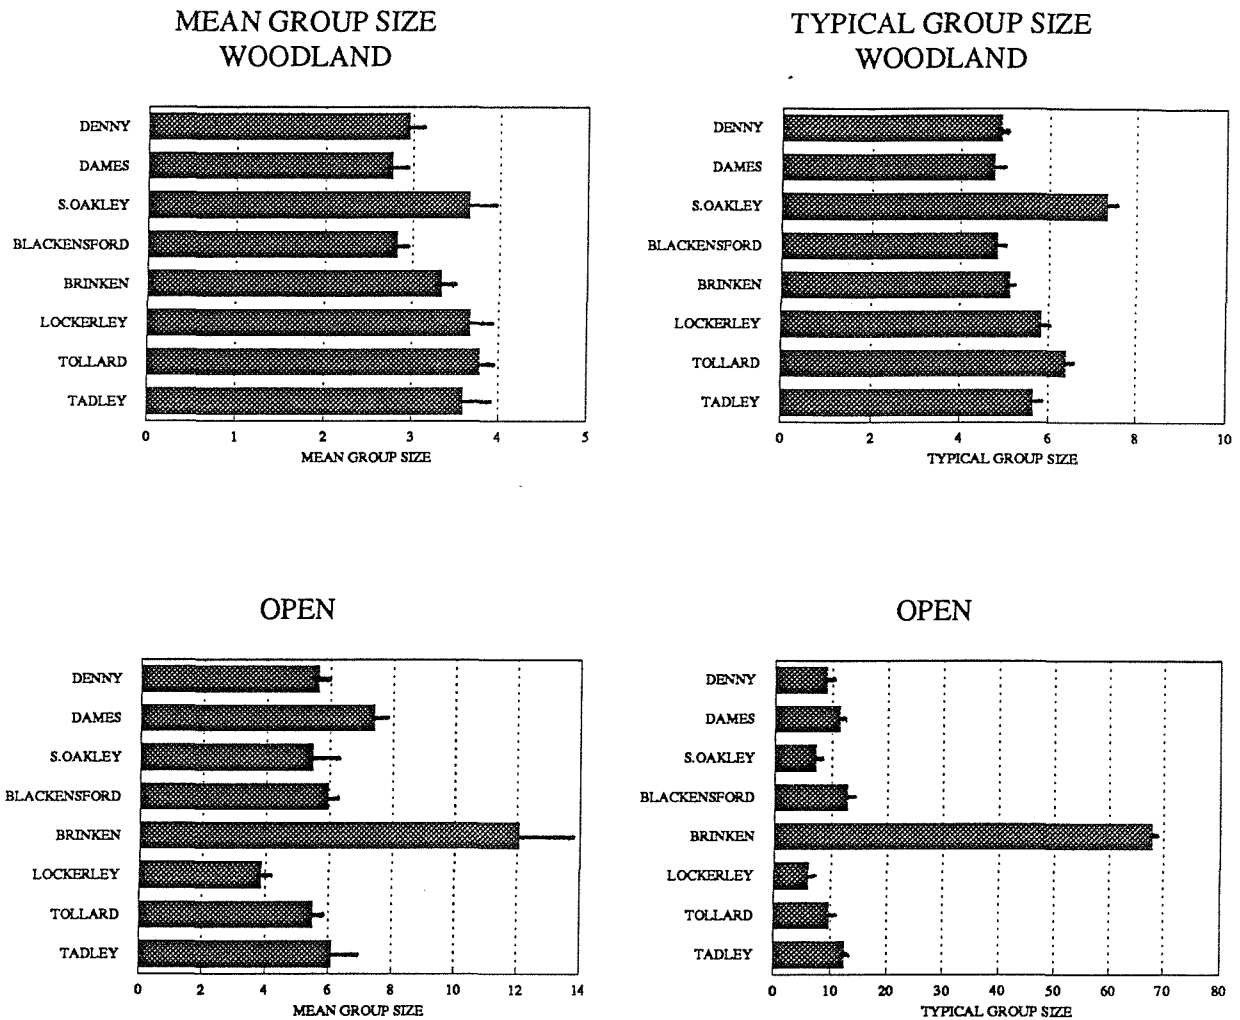 MEAN GROUP SIZE
WOODLAND
DENNY
DAMES
S.OAKLEY
BLACKENSFORD
BRINKEN
LOCKERLEY
TOLLARD
TADLEY
0 1 2 3 4 5
MEAN GROUP SIZE
TYPICAL GROUP SIZE
WOODLAND
DENNY
DAMES
S.OAKLEY
BLACKENSFORD
BRINKEN
LOCKERLEY
TOLLARD
TADLEY
0 2 4 6 8 10
TYPICAL GROUP SIZE
OPEN
DENNY
DAMES
S.OAKLEY
BLACKENSFORD
BRINKEN
LOCKERLEY
TOLLARD
TADLEY
0 2 4 6 8 10 12 14
MEAN GROUP SIZE
OPEN
DENNY
DAMES
S.OAKLEY
BLACKENSFORD
BRINKEN
LOCKERLEY
TOLLARD
TADLEY
0 10 20 30 40 50 60 70 80
TYPICAL GROUP SIZE